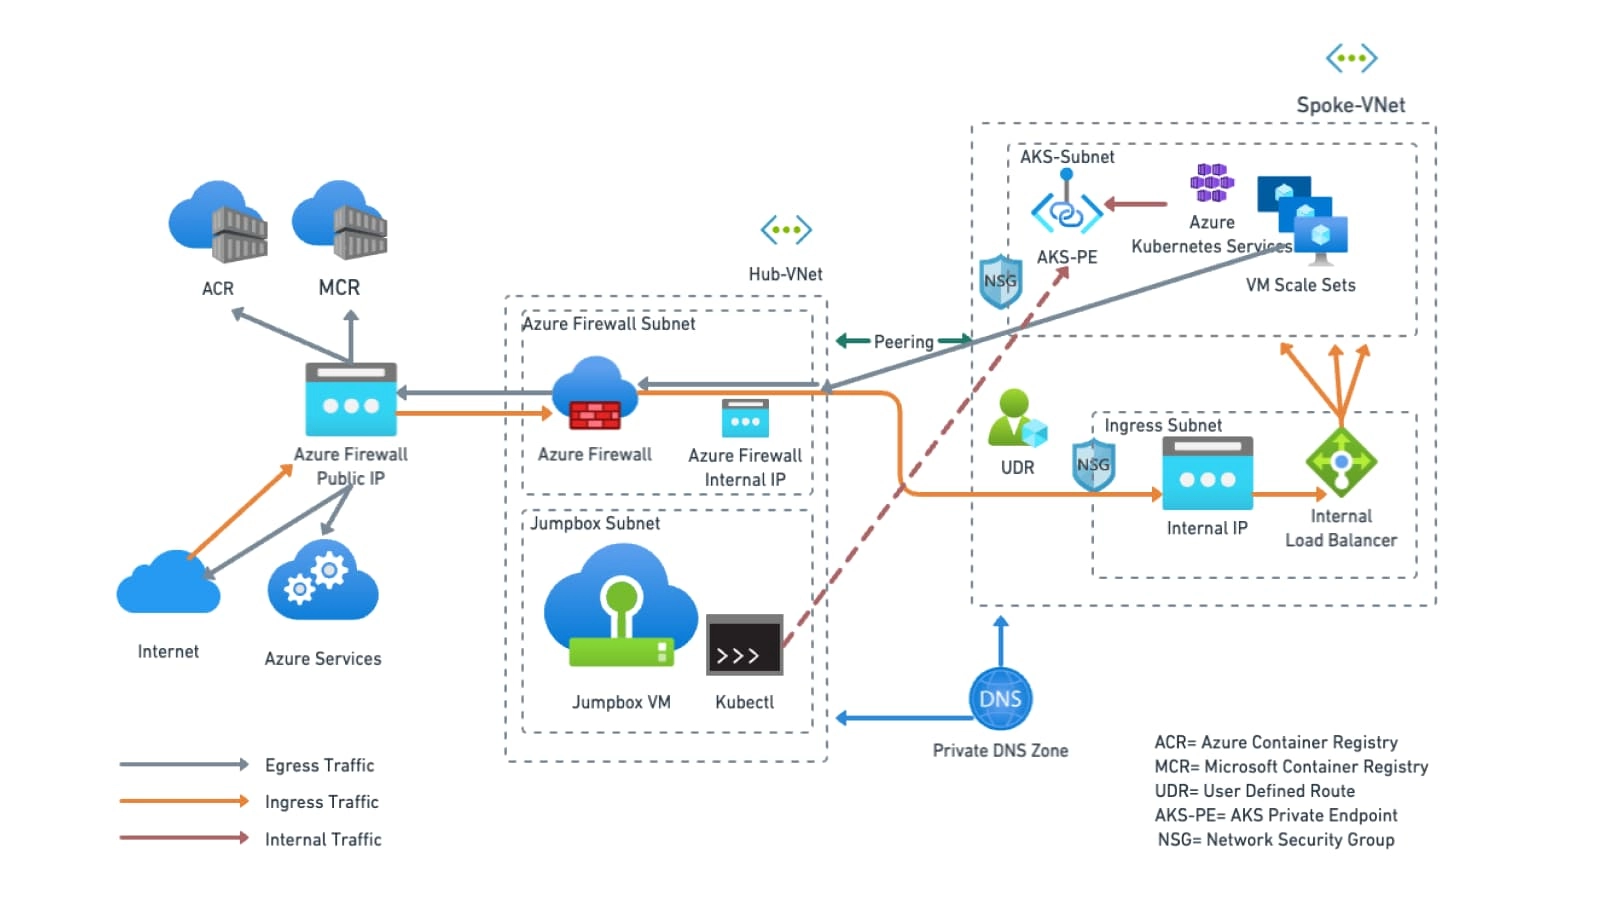 Spoke-VNet
AKS-Subnet
Azure
Kubernetes Services
AKS-PE
VM Scale Sets
NSG
ACR
MCR
Hub-VNet
Azure Firewall Subnet
Peering
Azure Firewall
Public IP
Azure Firewall
Azure Firewall
Internal IP
UDR
Ingress Subnet
NSG
Internal IP
Internal
Load Balancer
Jumpbox Subnet
>>>
Jumpbox VM
Kubectl
Internet
Azure Services
DNS
Private DNS Zone
Egress Traffic
Ingress Traffic
Internal Traffic
ACR= Azure Container Registry
MCR= Microsoft Container Registry
UDR= User Defined Route
AKS-PE= AKS Private Endpoint
NSG= Network Security Group